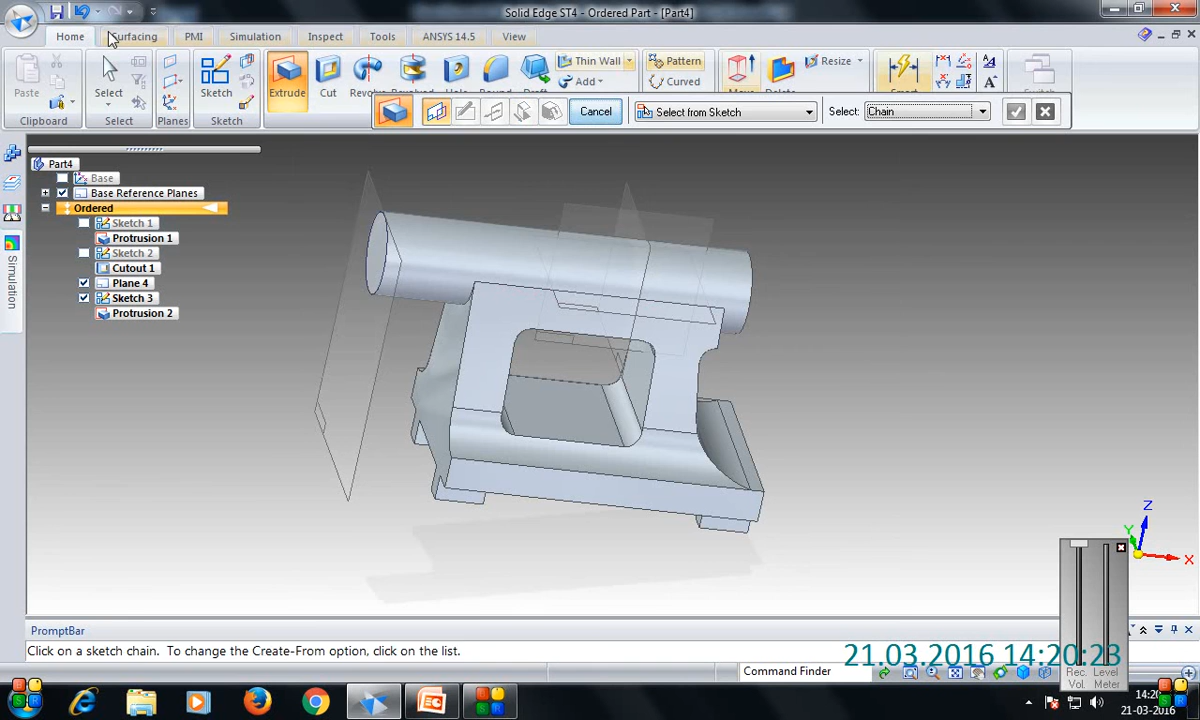 Solid Edge ST4 - Ordered Part - [Part4]
Home Surfacing PMI Simulation Inspect Tools ANSYS 14.5 View
Paste Select Sketch Extrude Cut Thin Wall Add Pattern Curved Resize
Clipboard Select Planes Sketch Cancel Select from Sketch Select: Chain
Part4
Base
Base Reference Planes
Ordered
Sketch 1
Protrusion 1
Sketch 2
Cutout 1
Plane 4
Sketch 3
Protrusion 2
Simulation
Z
Y
X
PromptBar
Click on a sketch chain. To change the Create-From option, click on the list.
21.03.2016 14:20:23
Command Finder
Rec. Vol. Level Meter
21-03-2016